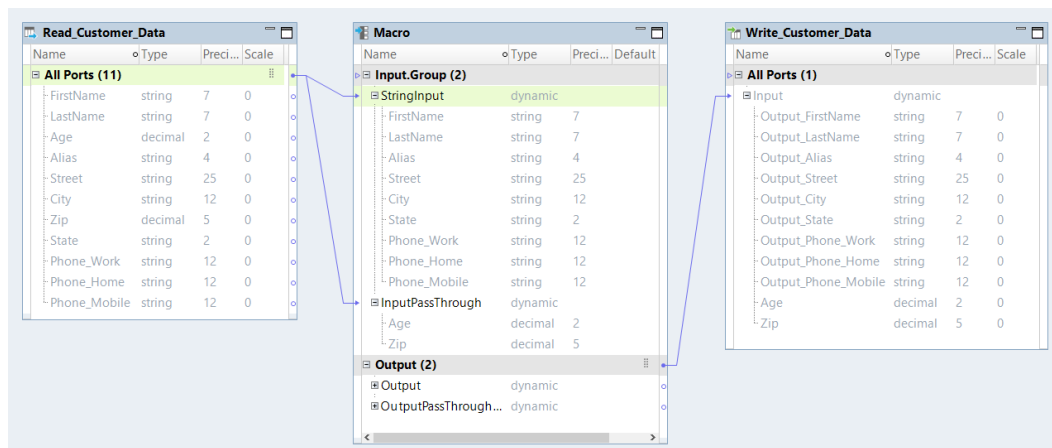 Read_Customer_Data
Name Type Preci... Scale
All Ports (11)
FirstName string 7 0
LastName string 7 0
Age decimal 2 0
Alias string 4 0
Street string 25 0
City string 12 0
Zip decimal 5 0
State string 2 0
Phone_Work string 12 0
Phone_Home string 12 0
Phone_Mobile string 12 0
Macro
Name Type Preci... Default
Input.Group (2)
StringInput dynamic
FirstName string 7
LastName string 7
Alias string 4
Street string 25
City string 12
State string 2
Phone_Work string 12
Phone_Home string 12
Phone_Mobile string 12
InputPassThrough dynamic
Age decimal 2
Zip decimal 5
Output (2)
Output dynamic
OutputPassThrough... dynamic
Write_Customer_Data
Name Type Preci... Scale
All Ports (1)
Input dynamic
Output_FirstName string 7 0
Output_LastName string 7 0
Output_Alias string 4 0
Output_Street string 25 0
Output_City string 12 0
Output_State string 2 0
Output_Phone_Work string 12 0
Output_Phone_Home string 12 0
Output_Phone_Mobile string 12 0
Age decimal 2 0
Zip decimal 5 0